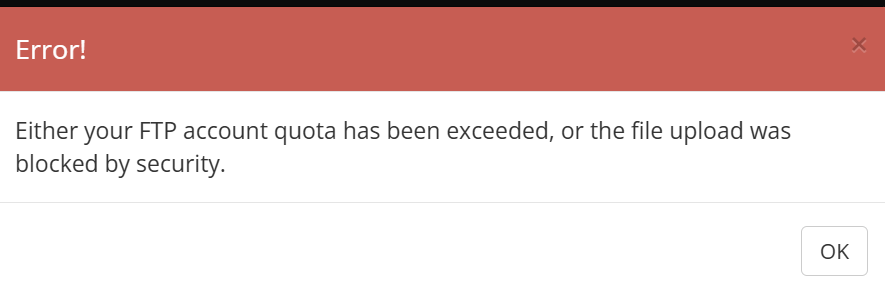 Error!
×
Either your FTP account quota has been exceeded, or the file upload was
blocked by security.
OK